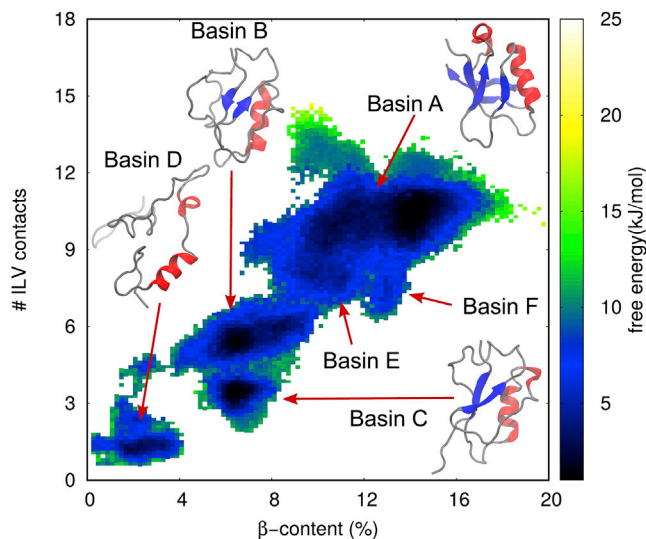 Basin B
Basin A
Basin D
Basin F
Basin E
Basin C
# ILV contacts
18
15
12
9
6
3
0
0
4
8
12
16
20
β-content (%)
25
20
15
10
5
0
free energy(kJ/mol)